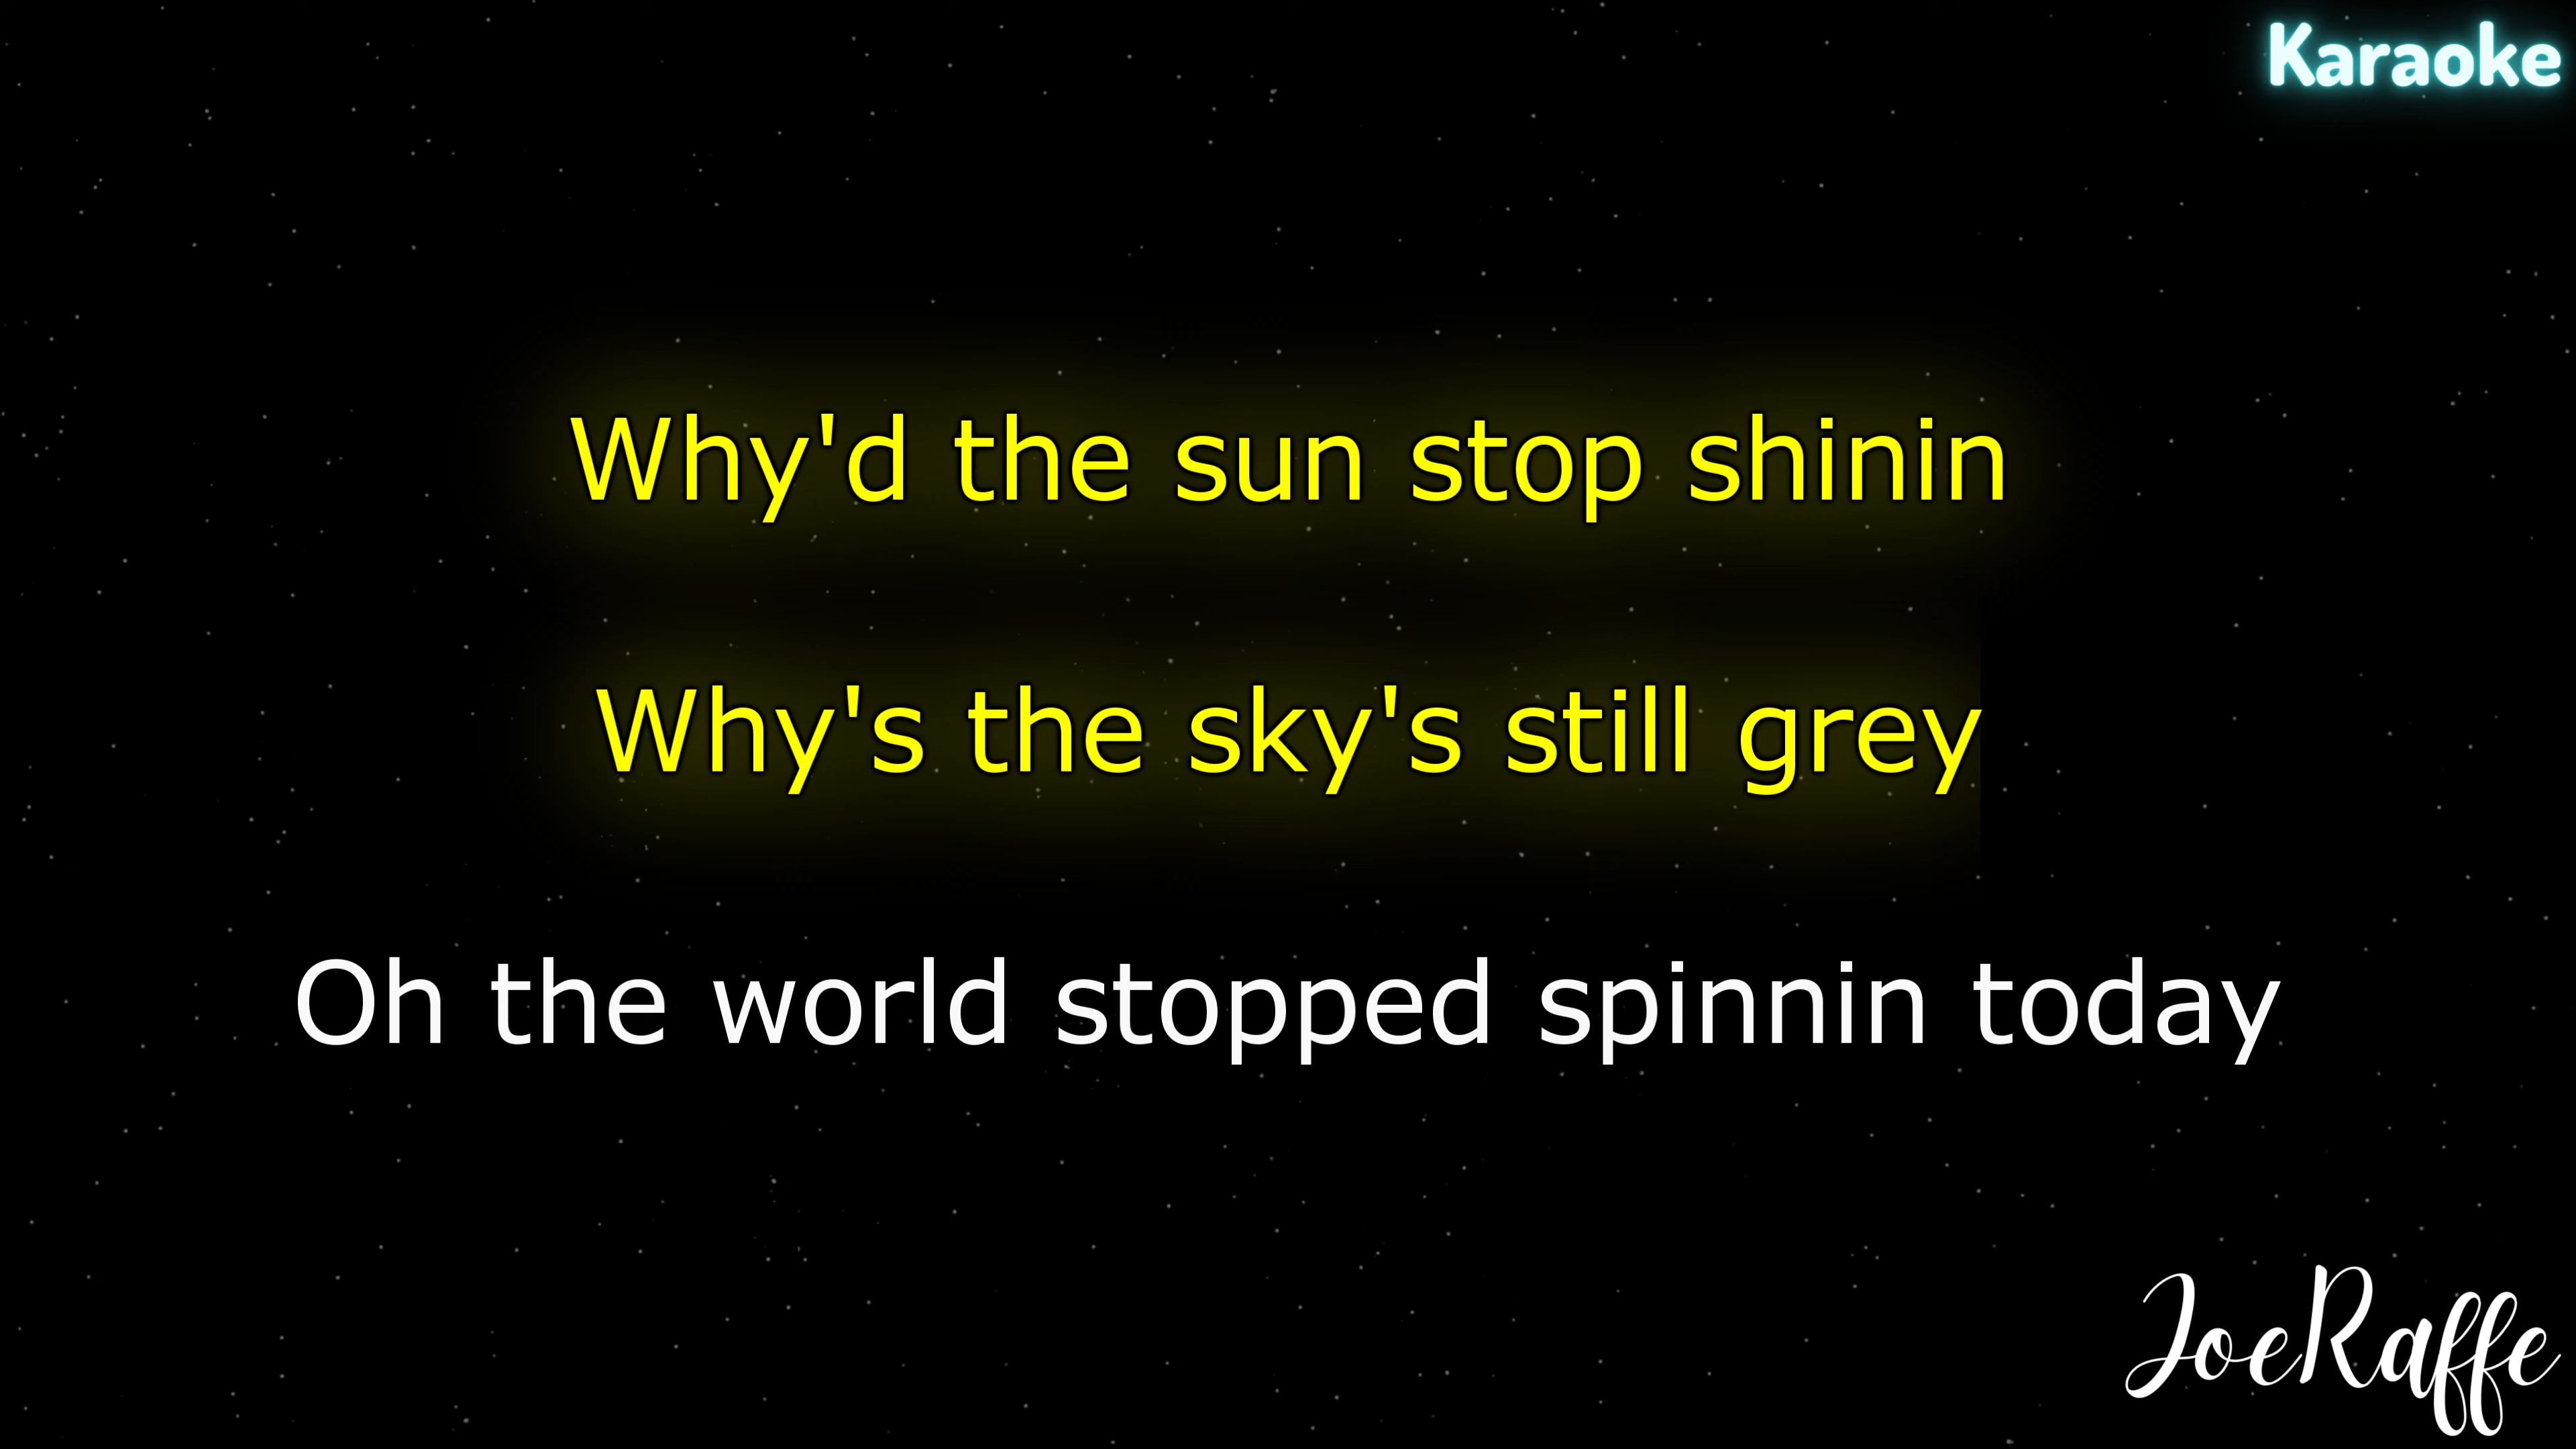 Karaoke
Why'd the sun stop shinin
Why's the sky's still grey
Oh the world stopped spinnin today
JoeRaffe